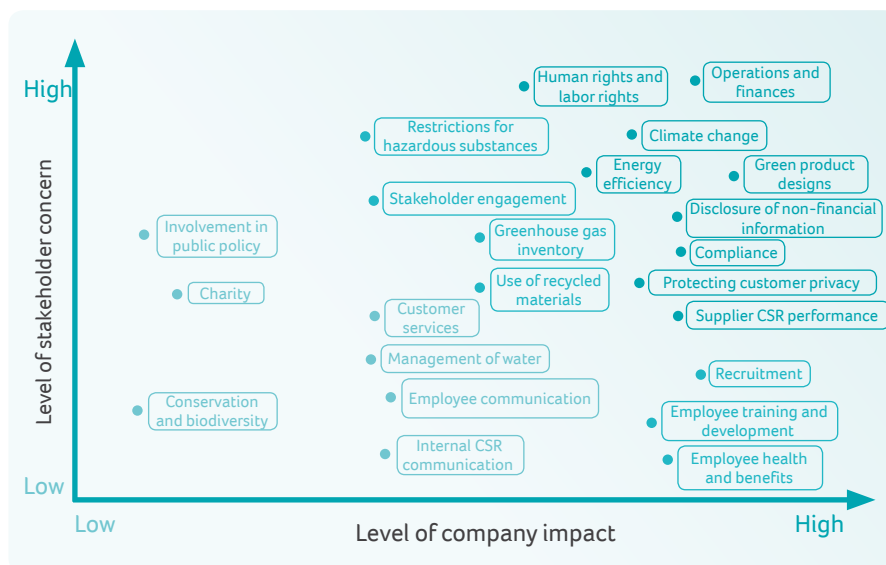 High
Level of stakeholder concern
Low
Low
Level of company impact
High
Human rights and
labor rights
Operations and
finances
Restrictions for
hazardous substances
Climate change
Energy
efficiency
Green product
designs
Stakeholder engagement
Disclosure of non-financial
information
Involvement in
public policy
Greenhouse gas
inventory
Compliance
Charity
Use of recycled
materials
Protecting customer privacy
Customer
services
Supplier CSR performance
Management of water
Recruitment
Conservation
and biodiversity
Employee communication
Employee training and
development
Internal CSR
communication
Employee health
and benefits